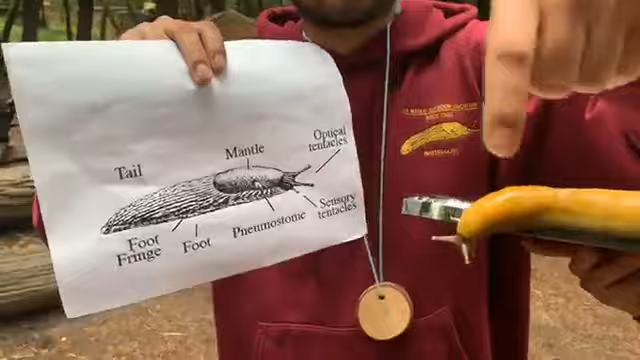 Optical
tentacles
Mantle
Tail
Sensory
tentacles
Pneumostome
Foot
Foot
Fringe